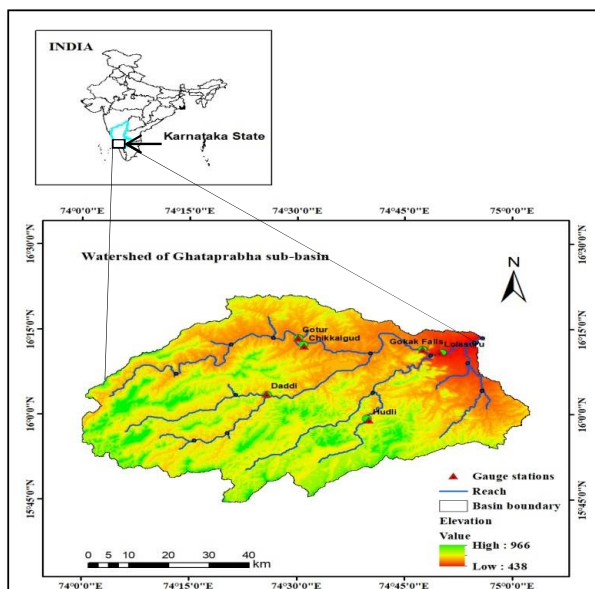 INDIA
Karnataka State
74°0'0"E 74°15'0"E 74°30'0"E 74°45'0"E 75°0'0"E
16°30'0"N 16°30'0"N
Watershed of Ghataprabha sub-basin
N
16°15'0"N 16°15'0"N
Gotur
Chikkalgud
Gokak Falls
Daddi
16°0'0"N 16°0'0"N
Hudli
Gauge stations
Reach
Basin boundary
15°45'0"N 15°45'0"N
Elevation
Value
High : 966
Low : 438
0 5 10 20 30 40
km
74°0'0"E 74°15'0"E 74°30'0"E 74°45'0"E 75°0'0"E